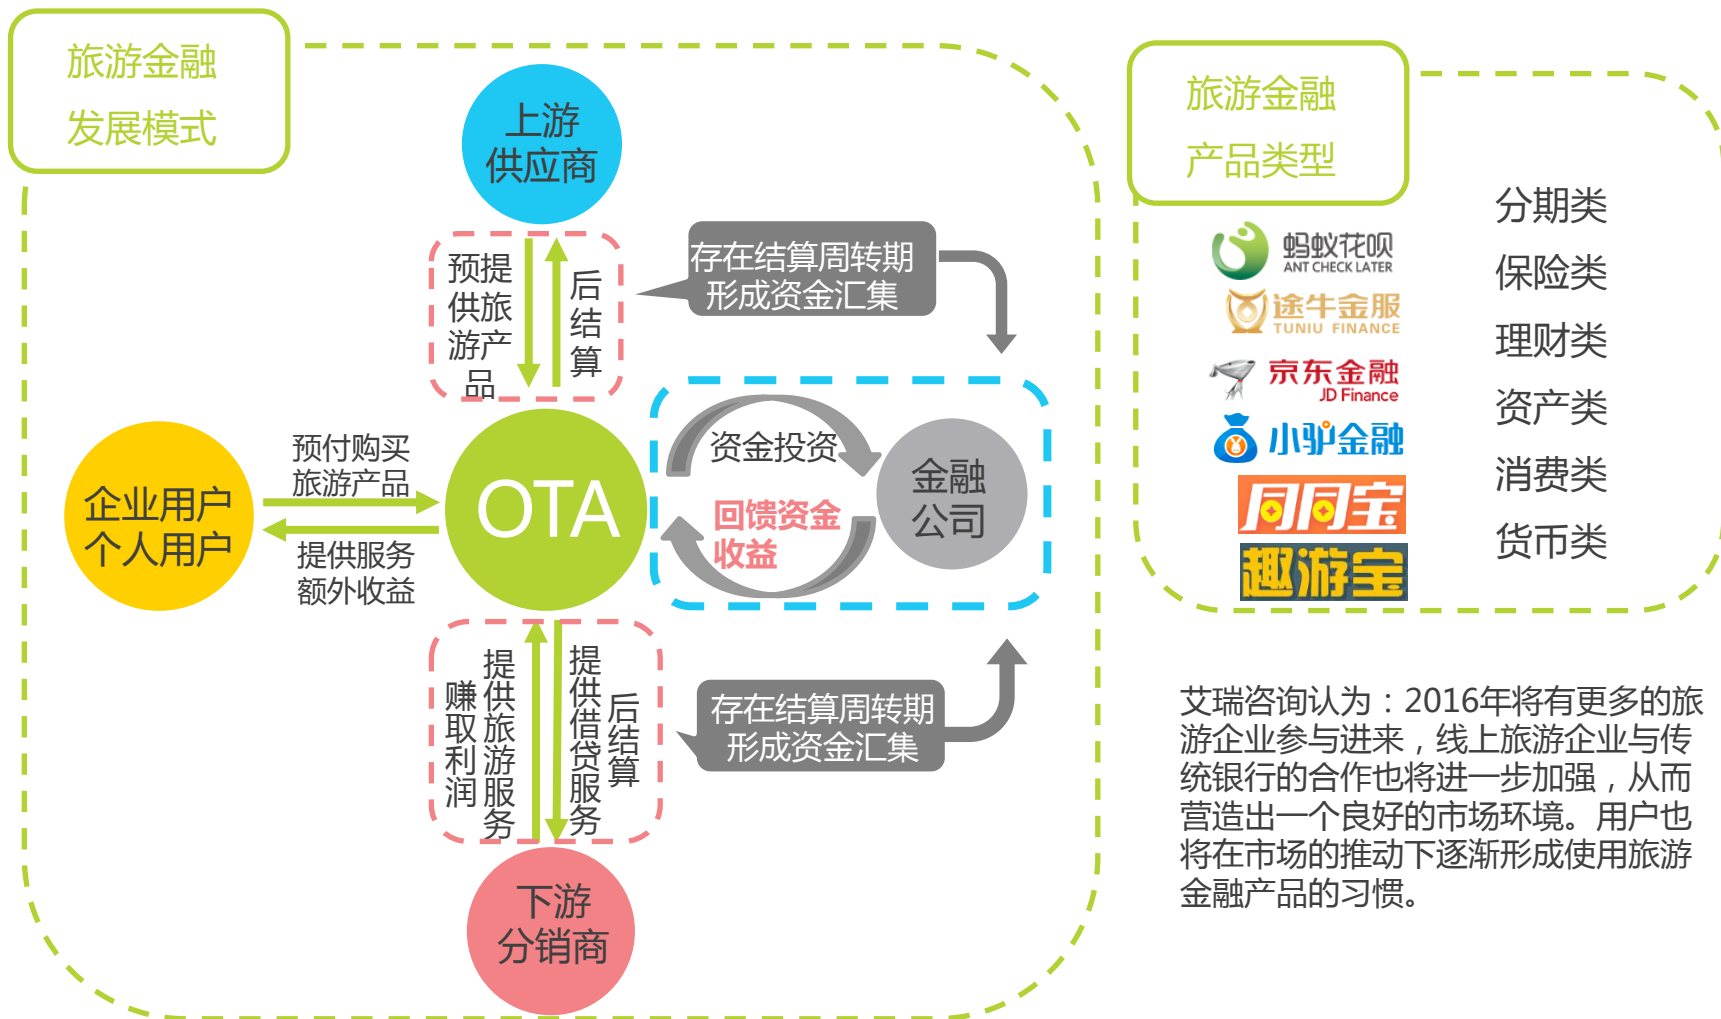 旅游金融
发展模式
上游
供应商
预提
供旅
游产
品
后
结
算
存在结算周转期
形成资金汇集
企业用户
个人用户
预付购买
旅游产品
提供服务
额外收益
OTA
资金投资
回馈资金
收益
金融
公司
赚取利润
提供旅游服务
提供借贷服务
后结算
存在结算周转期
形成资金汇集
下游
分销商
旅游金融
产品类型
蚂蚁花呗
ANT CHECK LATER
途牛金服
TUNIU FINANCE
京东金融
JD Finance
小驴金融
同同宝
趣游宝
分期类
保险类
理财类
资产类
消费类
货币类
艾瑞咨询认为：2016年将有更多的旅
游企业参与进来，线上旅游企业与传
统银行的合作也将进一步加强，从而
营造出一个良好的市场环境。用户也
将在市场的推动下逐渐形成使用旅游
金融产品的习惯。